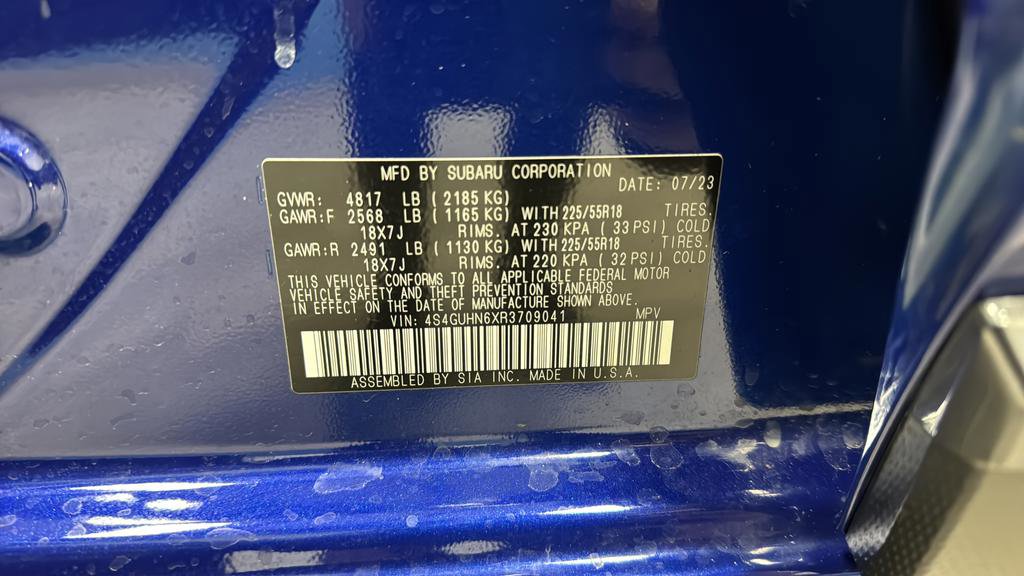 MFD BY SUBARU CORPORATION
DATE: 07/23
GVWR: 4817 LB ( 2185 KG)
GAWR:F 2568 LB ( 1165 KG) WITH 225/55R18 TIRES.
18X7J RIMS. AT 230 KPA ( 33 PSI) COLD
GAWR:R 2491 LB ( 1130 KG) WITH 225/55R18 TIRES.
18X7J RIMS. AT 220 KPA ( 32 PSI) COLD
THIS VEHICLE CONFORMS TO ALL APPLICABLE FEDERAL MOTOR
VEHICLE SAFETY AND THEFT PREVENTION STANDARDS
IN EFFECT ON THE DATE OF MANUFACTURE SHOWN ABOVE.
VIN: 4S4GUHN6XR3709041 MPV
ASSEMBLED BY SIA INC. MADE IN U.S.A.